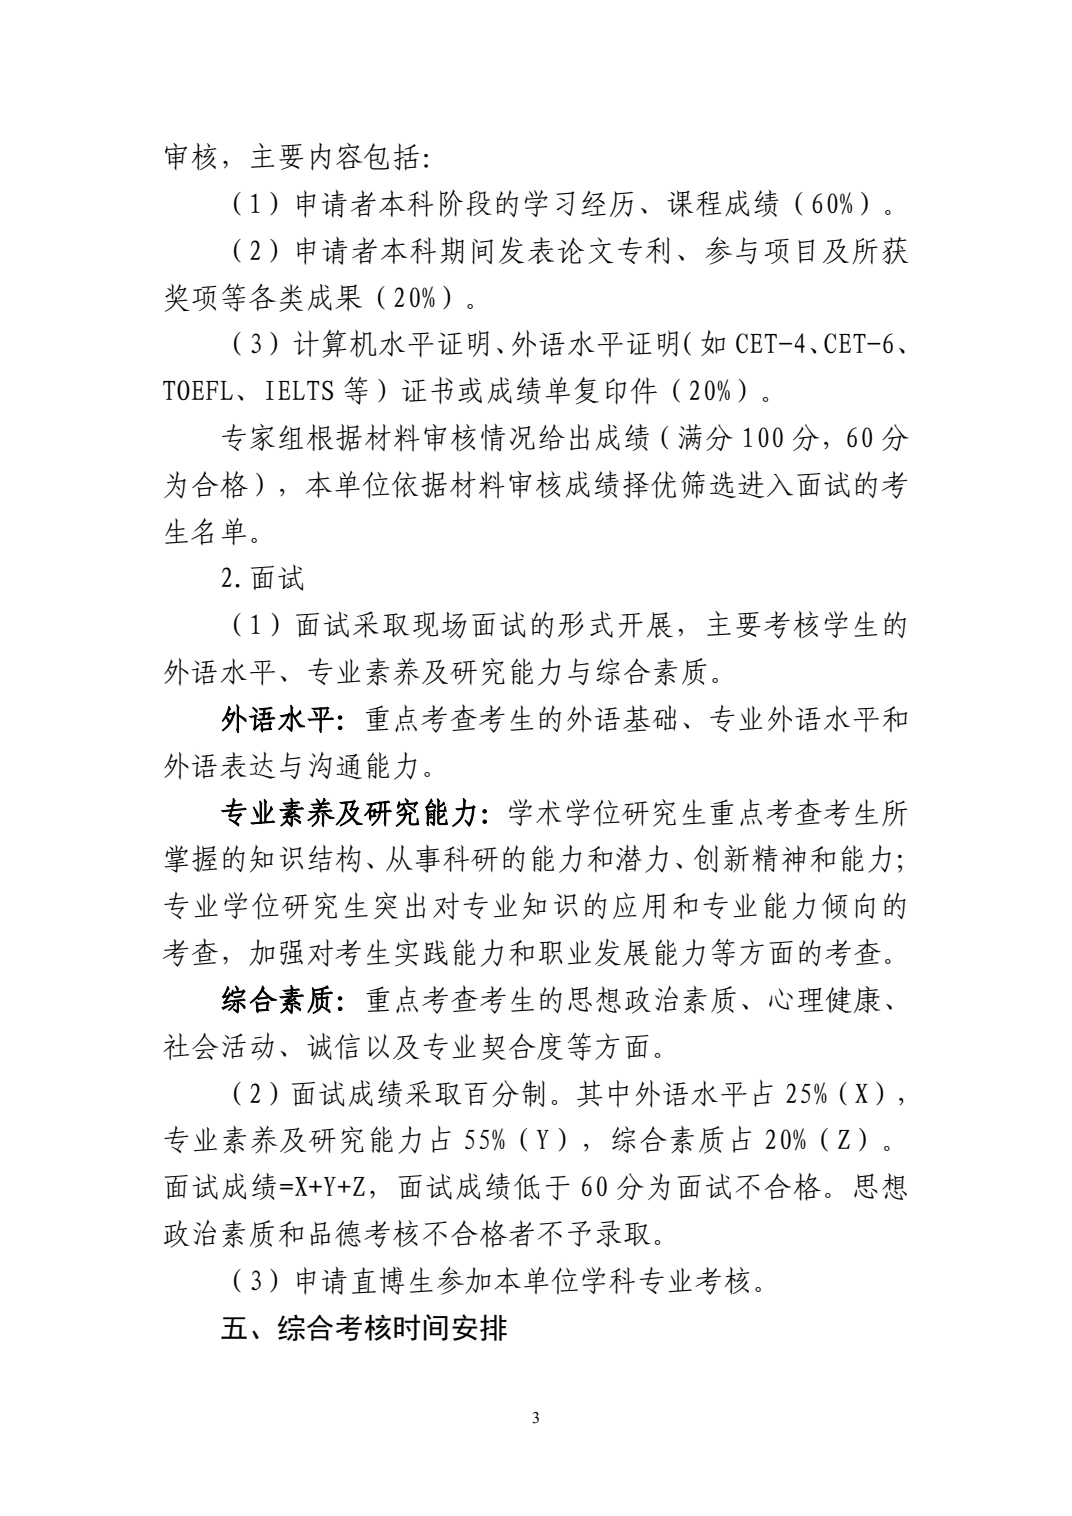 审核，主要内容包括：
（1）申请者本科阶段的学习经历、课程成绩（60%）。
（2）申请者本科期间发表论文专利、参与项目及所获
奖项等各类成果（20%）。
（3）计算机水平证明、外语水平证明（如 CET-4、CET-6、
TOEFL、IELTS 等）证书或成绩单复印件（20%）。
专家组根据材料审核情况给出成绩（满分 100 分，60 分
为合格），本单位依据材料审核成绩择优筛选进入面试的考
生名单。
2.面试
（1）面试采取现场面试的形式开展，主要考核学生的
外语水平、专业素养及研究能力与综合素质。
外语水平：重点考查考生的外语基础、专业外语水平和
外语表达与沟通能力。
专业素养及研究能力：学术学位研究生重点考查考生所
掌握的知识结构、从事科研的能力和潜力、创新精神和能力；
专业学位研究生突出对专业知识的应用和专业能力倾向的
考查，加强对考生实践能力和职业发展能力等方面的考查。
综合素质：重点考查考生的思想政治素质、心理健康、
社会活动、诚信以及专业契合度等方面。
（2）面试成绩采取百分制。其中外语水平占 25%（X），
专业素养及研究能力占 55%（Y），综合素质占 20%（Z）。
面试成绩=X+Y+Z，面试成绩低于 60 分为面试不合格。思想
政治素质和品德考核不合格者不予录取。
（3）申请直博生参加本单位学科专业考核。
五、综合考核时间安排
3